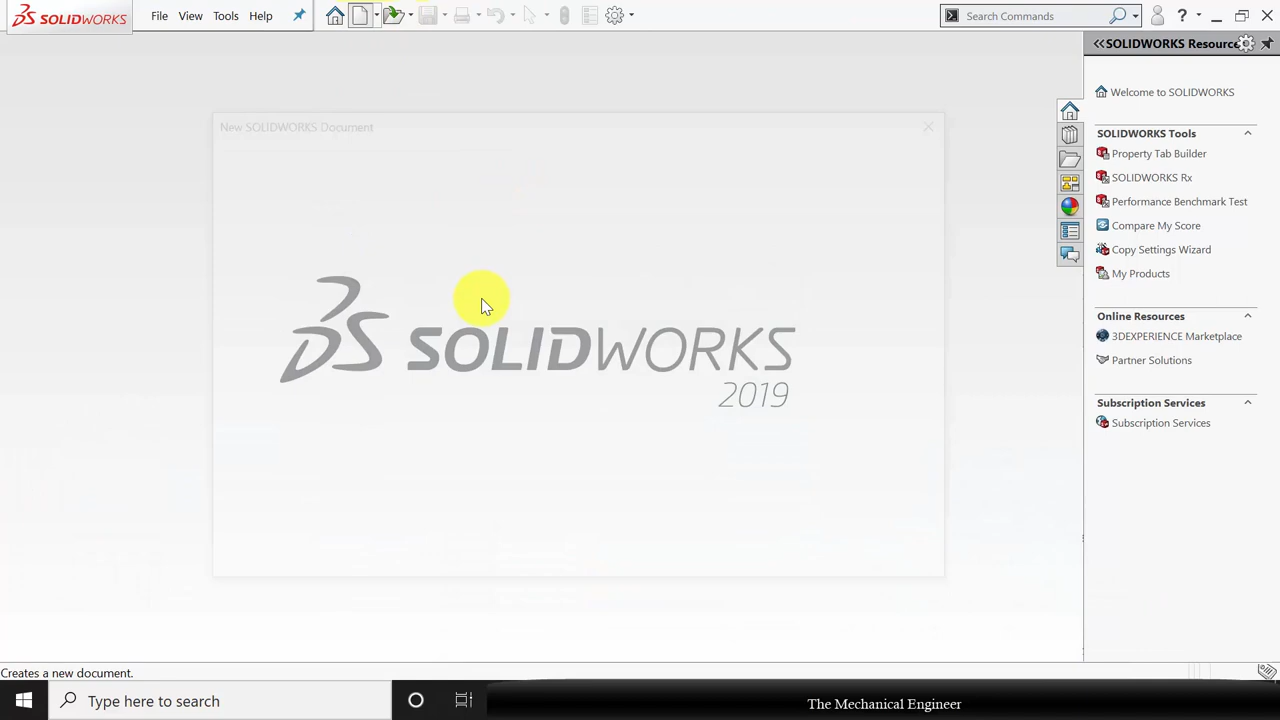 SOLIDWORKS File View Tools Help
Search Commands
?
SOLIDWORKS Resourc
New SOLIDWORKS Document
Welcome to SOLIDWORKS
SOLIDWORKS Tools
Property Tab Builder
SOLIDWORKS Rx
Performance Benchmark Test
Compare My Score
Copy Settings Wizard
My Products
Online Resources
3DEXPERIENCE Marketplace
Partner Solutions
Subscription Services
Subscription Services
SOLIDWORKS
2019
Creates a new document.
Type here to search
The Mechanical Engineer